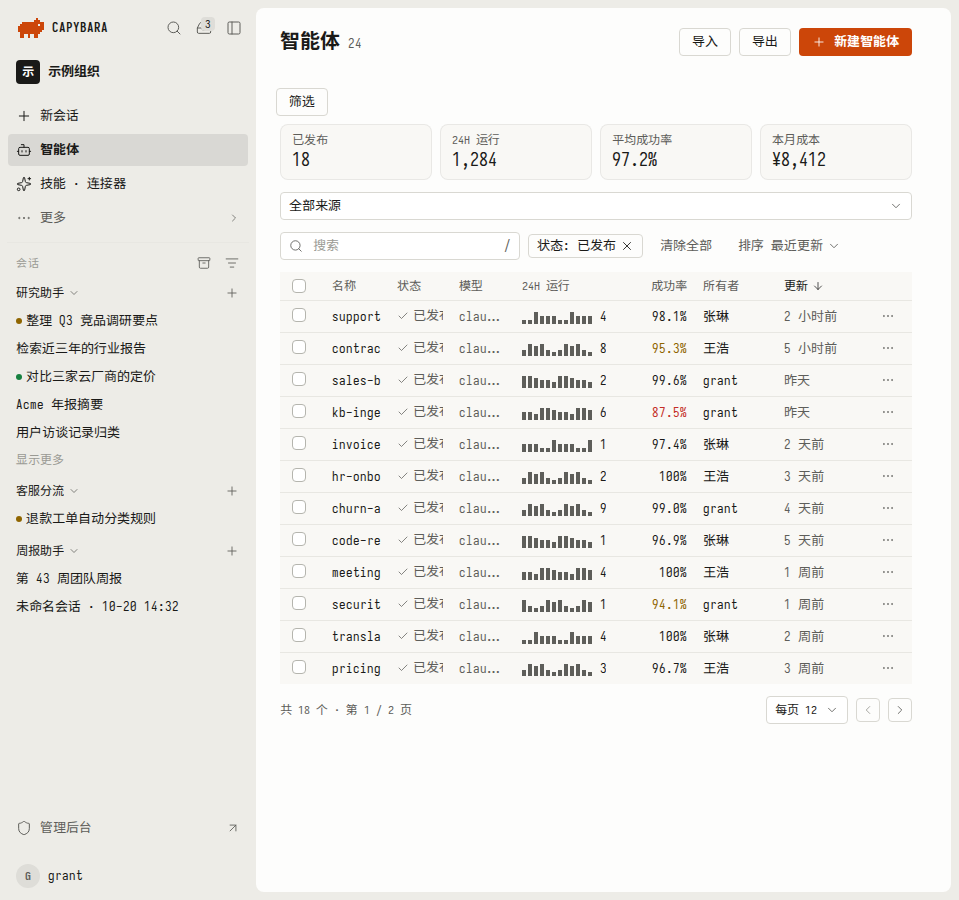 CAPYBARA
3
示 示例组织
新会话
智能体
技能 · 连接器
更多
会话
研究助手
整理 Q3 竞品调研要点
检索近三年的行业报告
对比三家云厂商的定价
Acme 年报摘要
用户访谈记录归类
显示更多
客服分流
退款工单自动分类规则
周报助手
第 43 周团队周报
未命名会话 · 10-20 14:32
管理后台
G grant
智能体 24
导入 导出 新建智能体
筛选
已发布 24H 运行 平均成功率 本月成本
18 1,284 97.2% ¥8,412
全部来源
搜索 / 状态: 已发布 清除全部 排序 最近更新
名称 状态 模型 24H 运行 成功率 所有者 更新
support 已发布 clau... 4 98.1% 张琳 2 小时前
contrac 已发布 clau... 8 95.3% 王浩 5 小时前
sales-b 已发布 clau... 2 99.6% grant 昨天
kb-inge 已发布 clau... 6 87.5% grant 昨天
invoice 已发布 clau... 1 97.4% 张琳 2 天前
hr-onbo 已发布 clau... 2 100% 王浩 3 天前
churn-a 已发布 clau... 9 99.0% grant 4 天前
code-re 已发布 clau... 1 96.9% 张琳 5 天前
meeting 已发布 clau... 4 100% 王浩 1 周前
securit 已发布 clau... 1 94.1% grant 1 周前
transla 已发布 clau... 4 100% 张琳 2 周前
pricing 已发布 clau... 3 96.7% 王浩 3 周前
共 18 个 · 第 1 / 2 页 每页 12